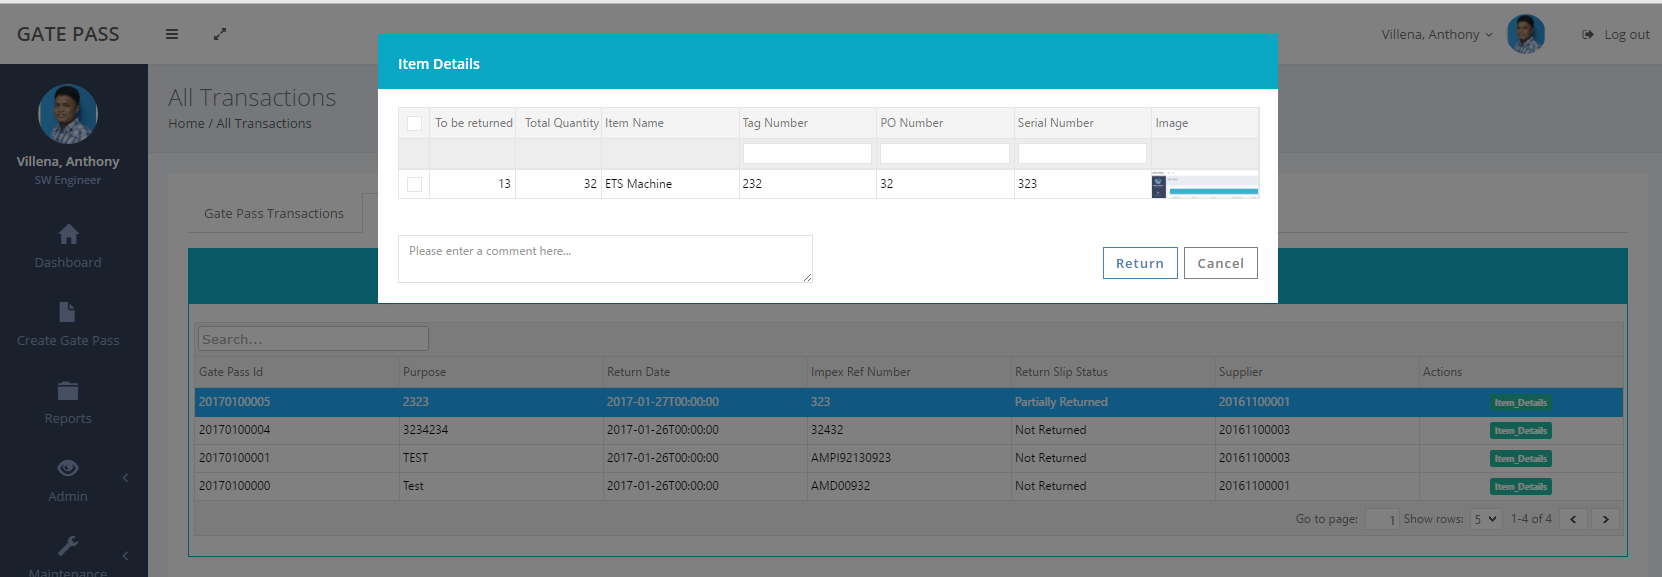 GATE PASS
Villena, Anthony
Log out
Villena, Anthony
SW Engineer
Dashboard
Create Gate Pass
Reports
Admin
Maintenance
All Transactions
Home / All Transactions
Gate Pass Transactions
Item Details
To be returned Total Quantity Item Name Tag Number PO Number Serial Number Image
13 32 ETS Machine 232 32 323
Please enter a comment here...
Return Cancel
Search...
Gate Pass Id Purpose Return Date Impex Ref Number Return Slip Status Supplier Actions
20170100005 2323 2017-01-27T00:00:00 323 Partially Returned 20161100001 Item_Details
20170100004 3234234 2017-01-26T00:00:00 32432 Not Returned 20161100003 Item_Details
20170100001 TEST 2017-01-26T00:00:00 AMPI92130923 Not Returned 20161100003 Item_Details
20170100000 Test 2017-01-26T00:00:00 AMD00932 Not Returned 20161100001 Item_Details
Go to page: 1 Show rows: 5 1-4 of 4